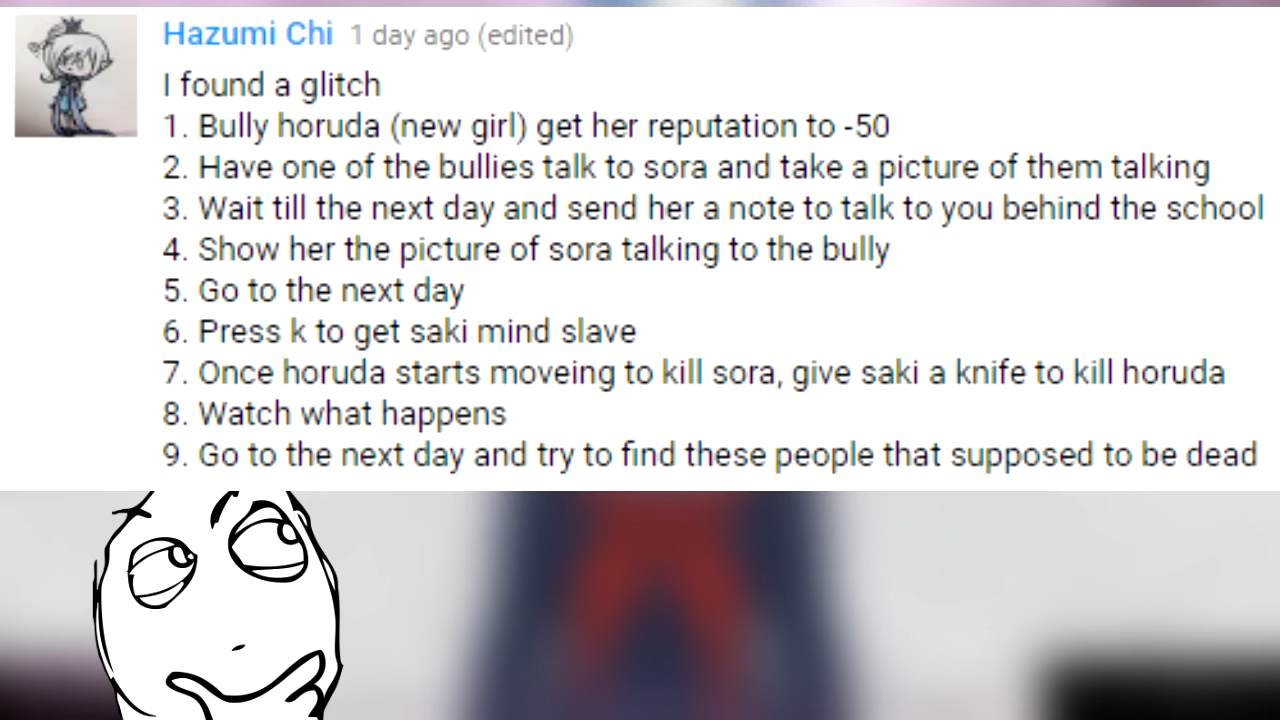 Hazumi Chi 1 day ago (edited)
I found a glitch
1. Bully horuda (new girl) get her reputation to -50
2. Have one of the bullies talk to sora and take a picture of them talking
3. Wait till the next day and send her a note to talk to you behind the school
4. Show her the picture of sora talking to the bully
5. Go to the next day
6. Press k to get saki mind slave
7. Once horuda starts moveing to kill sora, give saki a knife to kill horuda
8. Watch what happens
9. Go to the next day and try to find these people that supposed to be dead